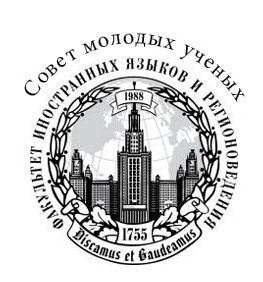 Совет молодых ученых
ФАКУЛЬТЕТ ИНОСТРАННЫХ ЯЗЫКОВ И РЕГИОНОВЕДЕНИЯ
1988
1755
Discamus et Gaudeamus